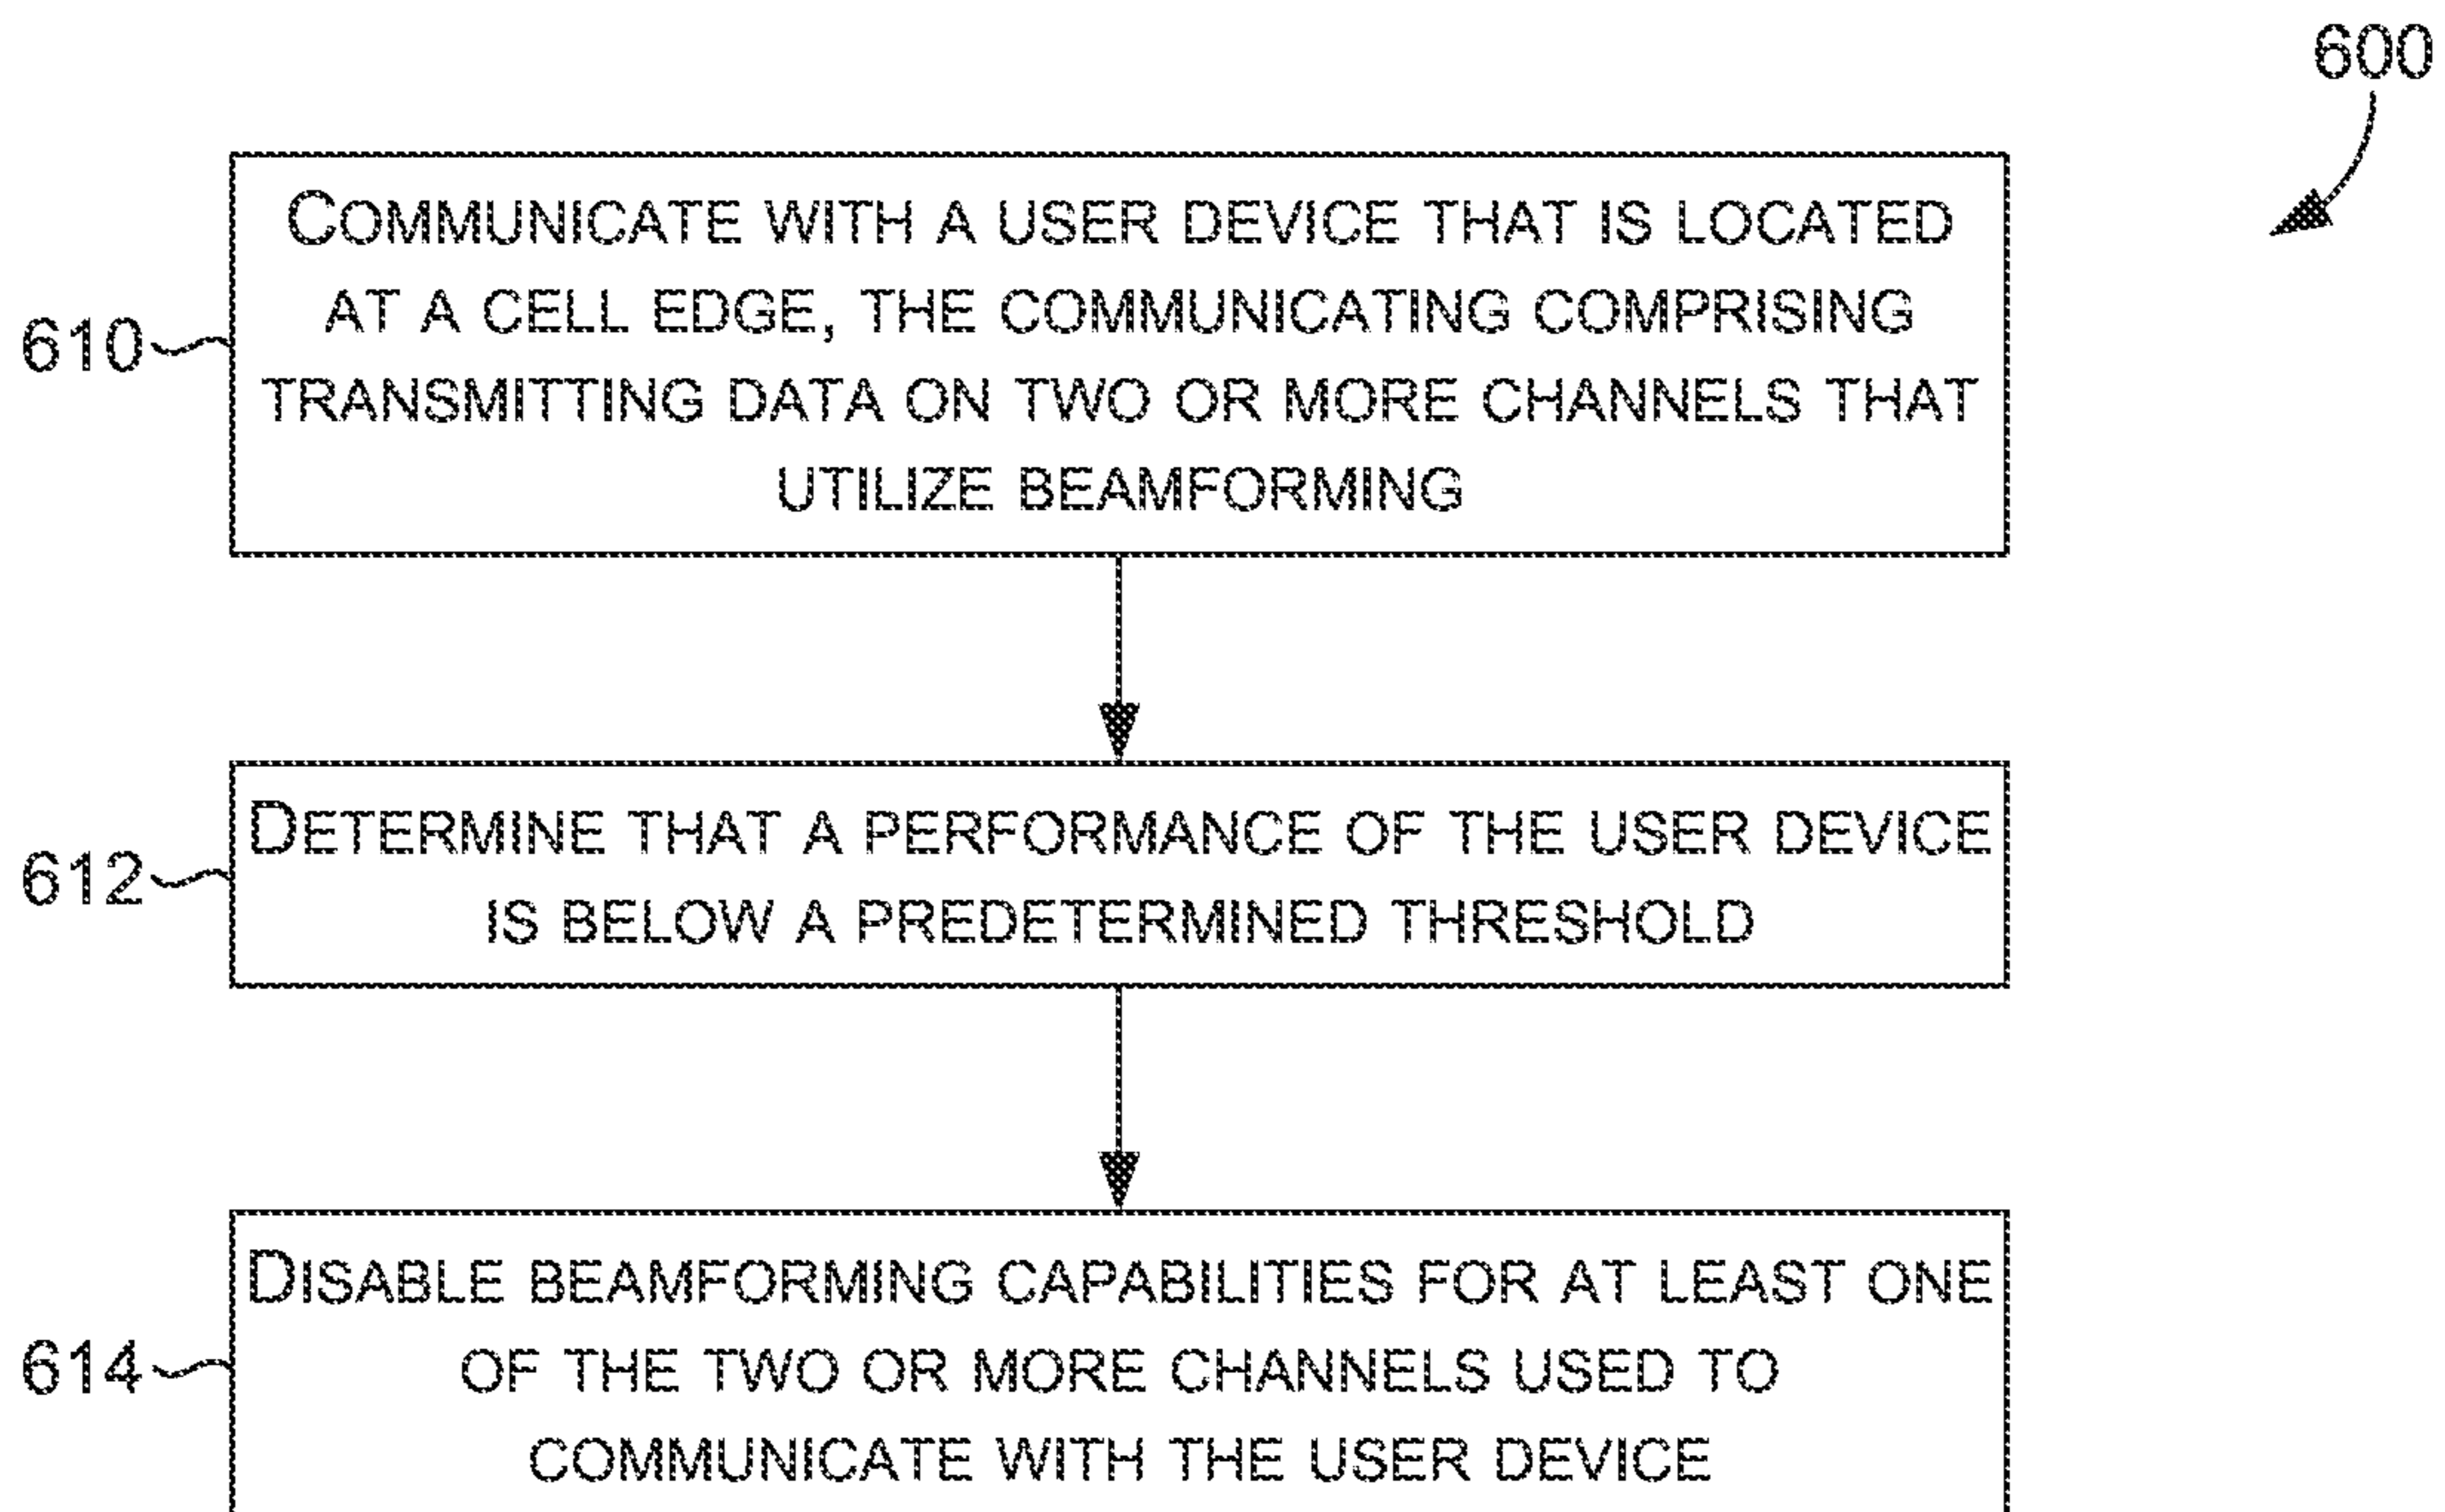 600
COMMUNICATE WITH A USER DEVICE THAT IS LOCATED
AT A CELL EDGE, THE COMMUNICATING COMPRISING
TRANSMITTING DATA ON TWO OR MORE CHANNELS THAT
UTILIZE BEAMFORMING
610
DETERMINE THAT A PERFORMANCE OF THE USER DEVICE
IS BELOW A PREDETERMINED THRESHOLD
612
DISABLE BEAMFORMING CAPABILITIES FOR AT LEAST ONE
OF THE TWO OR MORE CHANNELS USED TO
COMMUNICATE WITH THE USER DEVICE
614